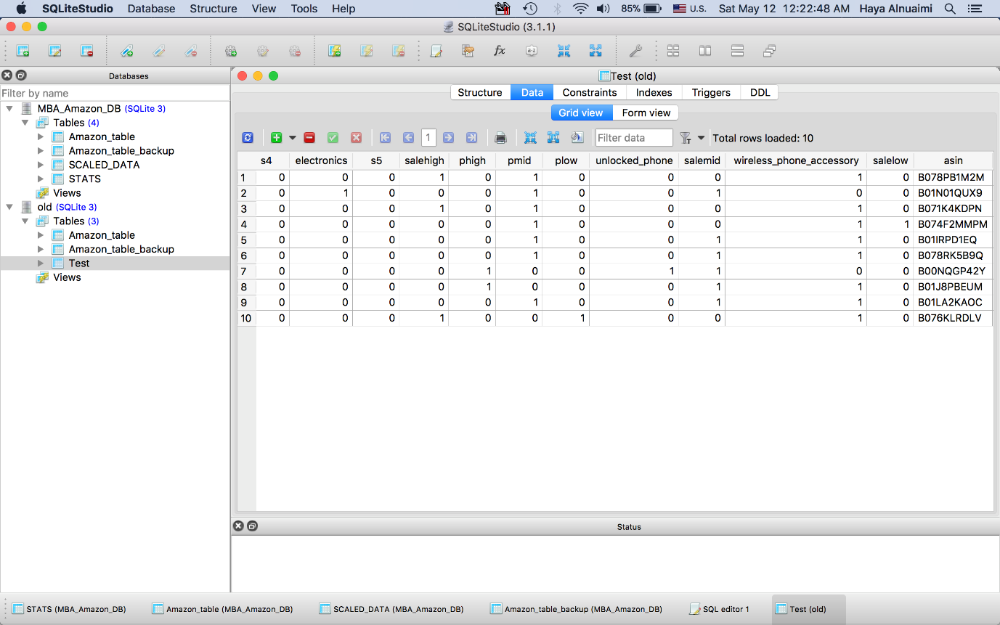 SQLiteStudio Database Structure View Tools Help 85% U.S. Sat May 12 12:22:48 AM Haya Alnuaimi
SQLiteStudio (3.1.1)
fx a-z
Databases
Filter by name
MBA_Amazon_DB (SQLite 3)
Tables (4)
Amazon_table
Amazon_table_backup
SCALED_DATA
STATS
Views
old (SQLite 3)
Tables (3)
Amazon_table
Amazon_table_backup
Test
Views
Test (old)
Structure Data Constraints Indexes Triggers DDL
Grid view Form view
1 Filter data Total rows loaded: 10
s4 electronics s5 salehigh phigh pmid plow unlocked_phone salemid wireless_phone_accessory salelow asin
1 0 0 0 1 0 1 0 0 0 1 0 B078PB1M2M
2 0 1 0 0 0 1 0 0 1 0 0 B01N01QUX9
3 0 0 0 1 0 1 0 0 0 1 0 B071K4KDPN
4 0 0 0 0 0 1 0 0 0 1 1 B074F2MMPM
5 0 0 0 0 0 1 0 0 1 1 0 B01IRPD1EQ
6 0 0 0 0 0 1 0 0 1 1 0 B078RK5B9Q
7 0 0 0 0 1 0 0 1 1 0 0 B00NQGP42Y
8 0 0 0 0 1 0 0 0 1 1 0 B01J8PBEUM
9 0 0 0 0 0 1 0 0 1 1 0 B01LA2KAOC
10 0 0 0 1 0 0 1 0 0 1 0 B076KLRDLV
Status
STATS (MBA_Amazon_DB) Amazon_table (MBA_Amazon_DB) SCALED_DATA (MBA_Amazon_DB) Amazon_table_backup (MBA_Amazon_DB) SQL editor 1 Test (old)